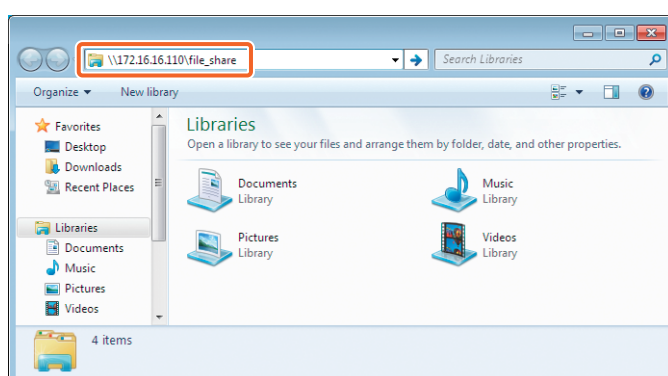 \\172.16.16.110\file_share
Search Libraries
Organize
New library
Favorites
Desktop
Downloads
Recent Places
Libraries
Documents
Music
Pictures
Videos
Libraries
Open a library to see your files and arrange them by folder, date, and other properties.
Documents
Library
Music
Library
Pictures
Library
Videos
Library
4 items